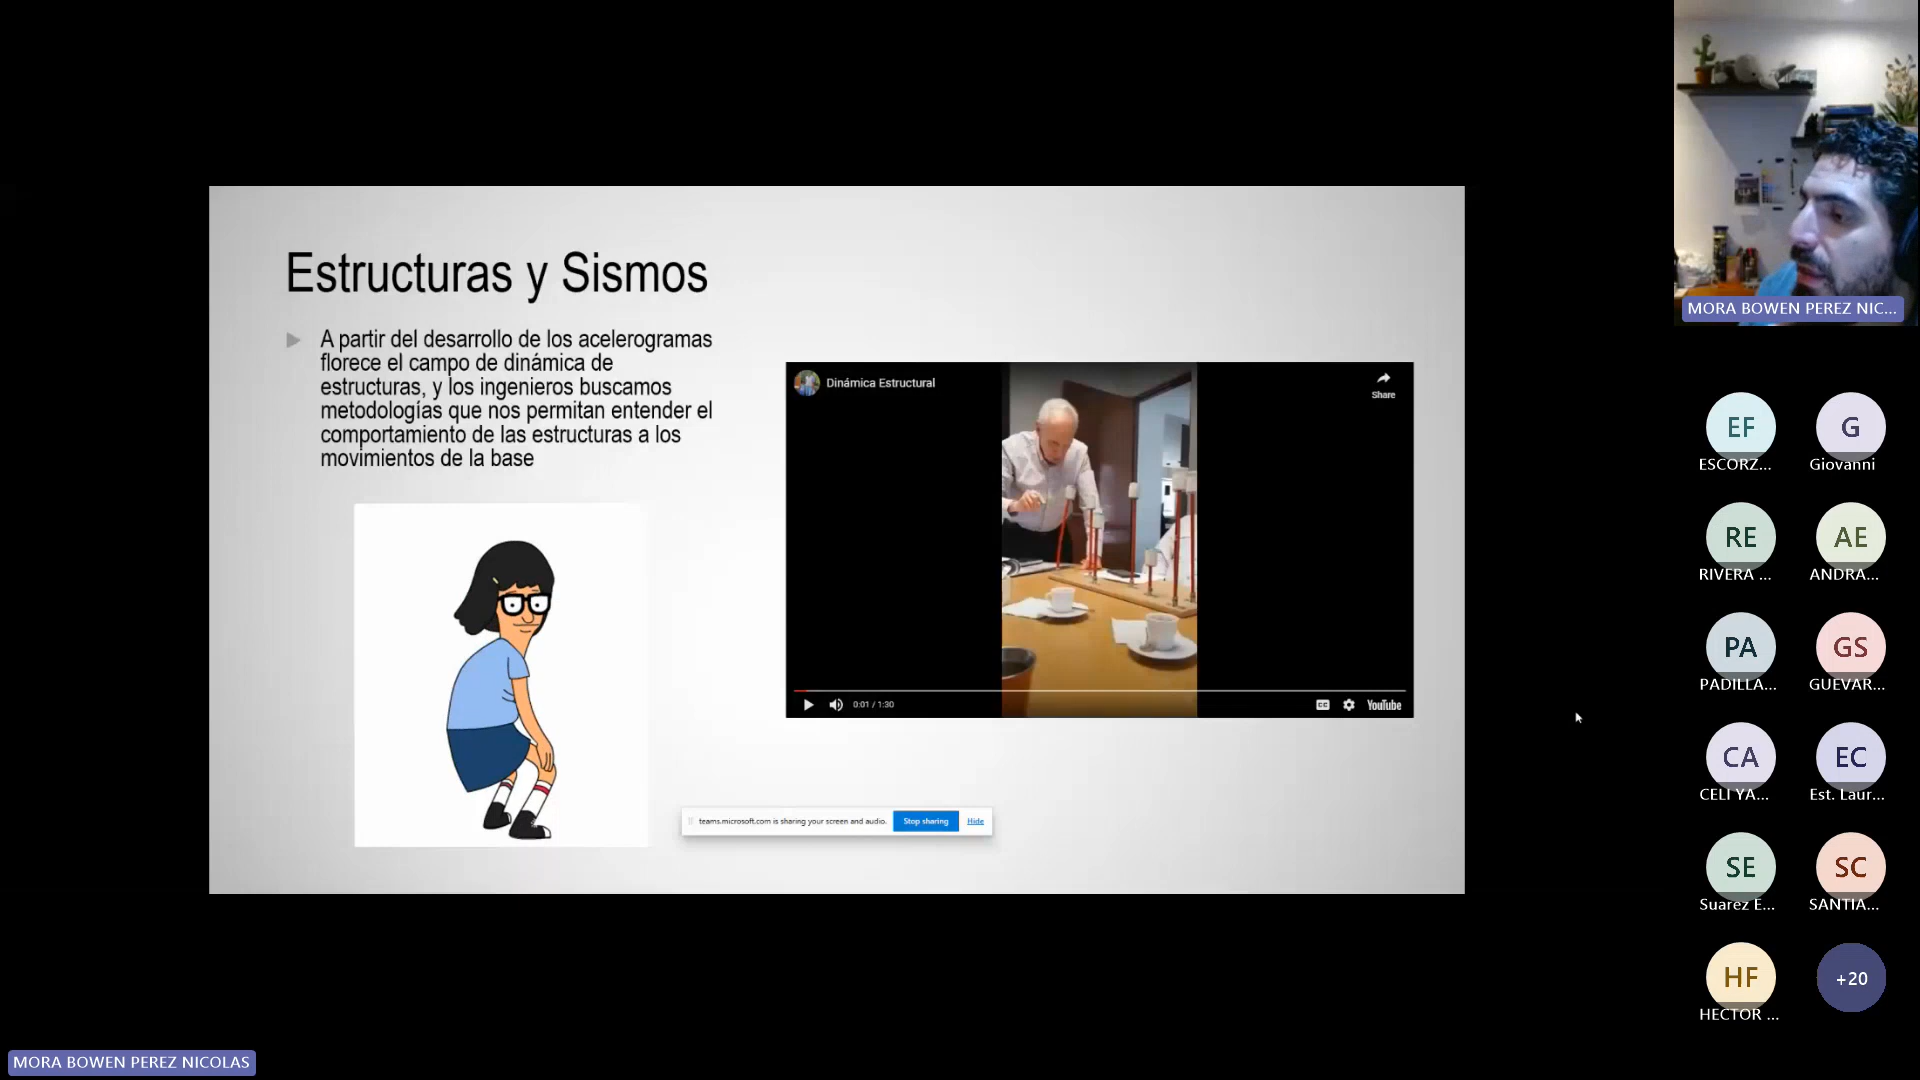 Estructuras y Sismos
A partir del desarrollo de los acelerogramas
florece el campo de dinámica de
estructuras, y los ingenieros buscamos
metodologías que nos permitan entender el
comportamiento de las estructuras a los
movimientos de la base
Dinámica Estructural
Share
0:01 / 1:30
CC
YouTube
teams.microsoft.com is sharing your screen and audio.
Stop sharing
Hide
MORA BOWEN PEREZ NIC...
EF
ESCORZ...
G
Giovanni
RE
RIVERA ...
AE
ANDRA...
PA
PADILLA...
GS
GUEVAR...
CA
CELI YA...
EC
Est. Laur...
SE
Suarez E...
SC
SANTIA...
HF
HECTOR ...
+20
MORA BOWEN PEREZ NICOLAS